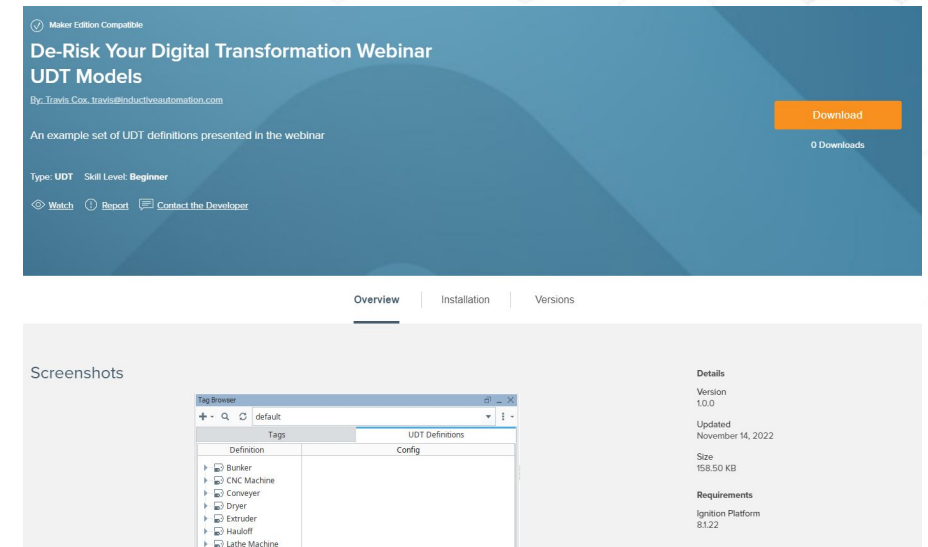 Maker Edition Compatible
De-Risk Your Digital Transformation Webinar
UDT Models
By: Travis Cox, travis@inductiveautomation.com
An example set of UDT definitions presented in the webinar
Type: UDT Skill Level: Beginner
Watch Report Contact the Developer
Download
0 Downloads
Overview Installation Versions
Screenshots
Tag Browser
default
Tags UDT Definitions
Definition Config
Bunker
CNC Machine
Conveyer
Dryer
Extruder
Hauloff
Lathe Machine
Details
Version
1.0.0
Updated
November 14, 2022
Size
158.50 KB
Requirements
Ignition Platform
8.1.22